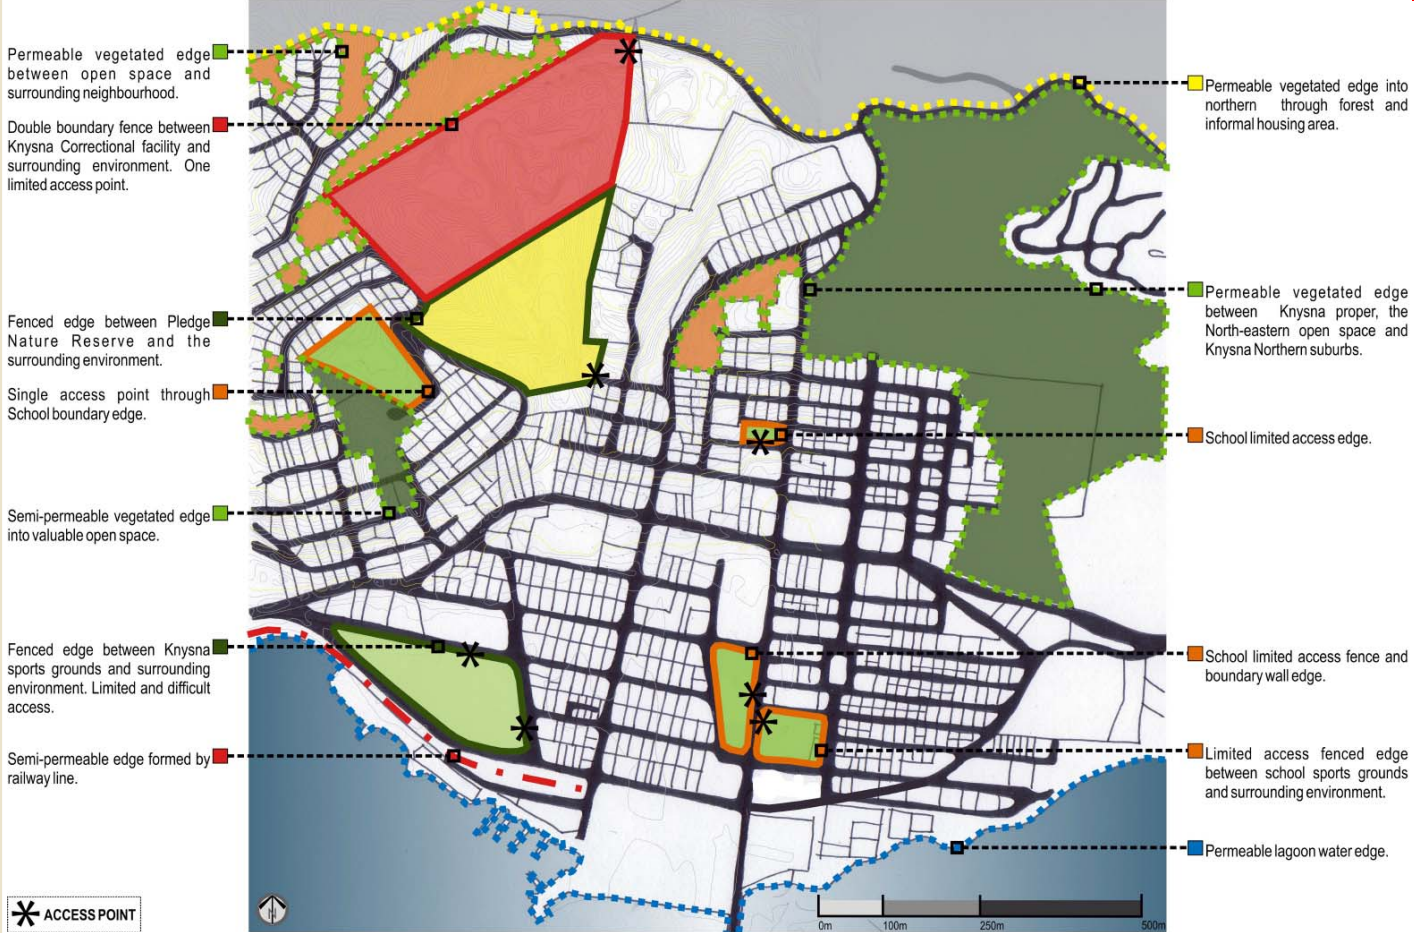 Permeable vegetated edge
between open space and
surrounding neighbourhood.
Double boundary fence between
Knysna Correctional facility and
surrounding environment. One
limited access point.
Fenced edge between Pledge
Nature Reserve and the
surrounding environment.
Single access point through
School boundary edge.
Semi-permeable vegetated edge
into valuable open space.
Fenced edge between Knysna
sports grounds and surrounding
environment. Limited and difficult
access.
Semi-permeable edge formed by
railway line.
ACCESS POINT
Permeable vegetated edge into
northern through forest and
informal housing area.
Permeable vegetated edge
between Knysna proper, the
North-eastern open space and
Knysna Northern suburbs.
School limited access edge.
School limited access fence and
boundary wall edge.
Limited access fenced edge
between school sports grounds
and surrounding environment.
Permeable lagoon water edge.
N
0m 100m 250m 500m